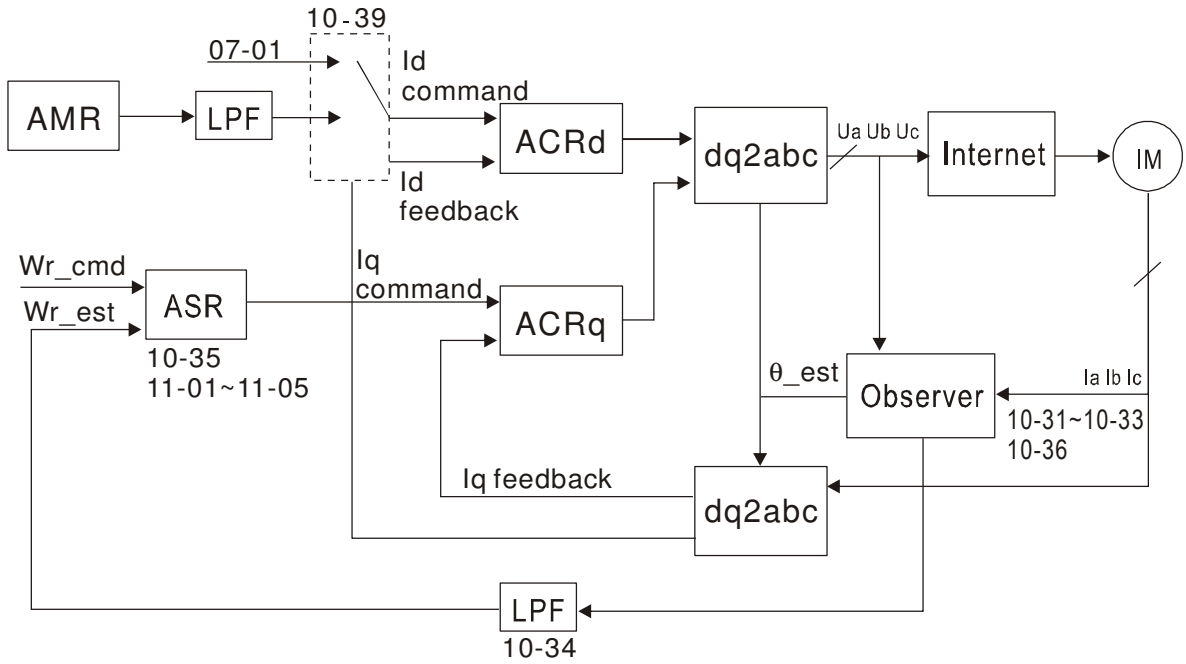 10-39
07-01
Id
command
AMR
LPF
ACRd
dq2abc
Ua Ub Uc
Internet
IM
Id
feedback
Wr_cmd
Wr_est
ASR
10-35
11-01~11-05
Iq
command
ACRq
θ_est
Observer
Ia Ib Ic
10-31~10-33
10-36
Iq feedback
dq2abc
LPF
10-34